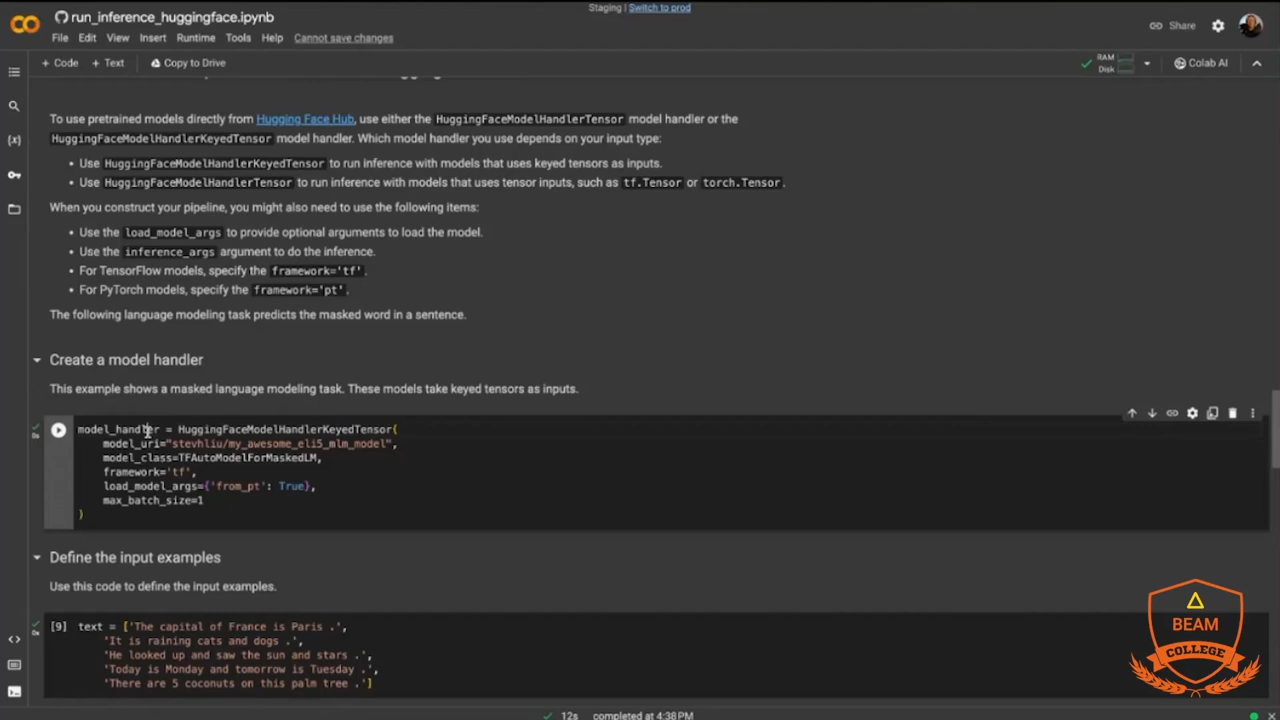 Staging | Switch to prod
run_inference_huggingface.ipynb
File Edit View Insert Runtime Tools Help Cannot save changes
Share
+ Code + Text Copy to Drive
RAM
Disk
Colab AI
To use pretrained models directly from Hugging Face Hub, use either the HuggingFaceModelHandlerTensor model handler or the
HuggingFaceModelHandlerKeyedTensor model handler. Which model handler you use depends on your input type:
• Use HuggingFaceModelHandlerKeyedTensor to run inference with models that uses keyed tensors as inputs.
• Use HuggingFaceModelHandlerTensor to run inference with models that uses tensor inputs, such as tf.Tensor or torch.Tensor.
When you construct your pipeline, you might also need to use the following items:
• Use the load_model_args to provide optional arguments to load the model.
• Use the inference_args argument to do the inference.
• For TensorFlow models, specify the framework='tf'.
• For PyTorch models, specify the framework='pt'.
The following language modeling task predicts the masked word in a sentence.
Create a model handler
This example shows a masked language modeling task. These models take keyed tensors as inputs.
model_handler = HuggingFaceModelHandlerKeyedTensor(
model_uri="stevhliu/my_awesome_eli5_mlm_model",
model_class=TFAutoModelForMaskedLM,
framework='tf',
load_model_args={'from_pt': True},
max_batch_size=1
)
Define the input examples
Use this code to define the input examples.
[9] text = ['The capital of France is Paris .',
'It is raining cats and dogs .',
'He looked up and saw the sun and stars .',
'Today is Monday and tomorrow is Tuesday .',
'There are 5 coconuts on this palm tree .']
BEAM
COLLEGE
12s completed at 4:38 PM